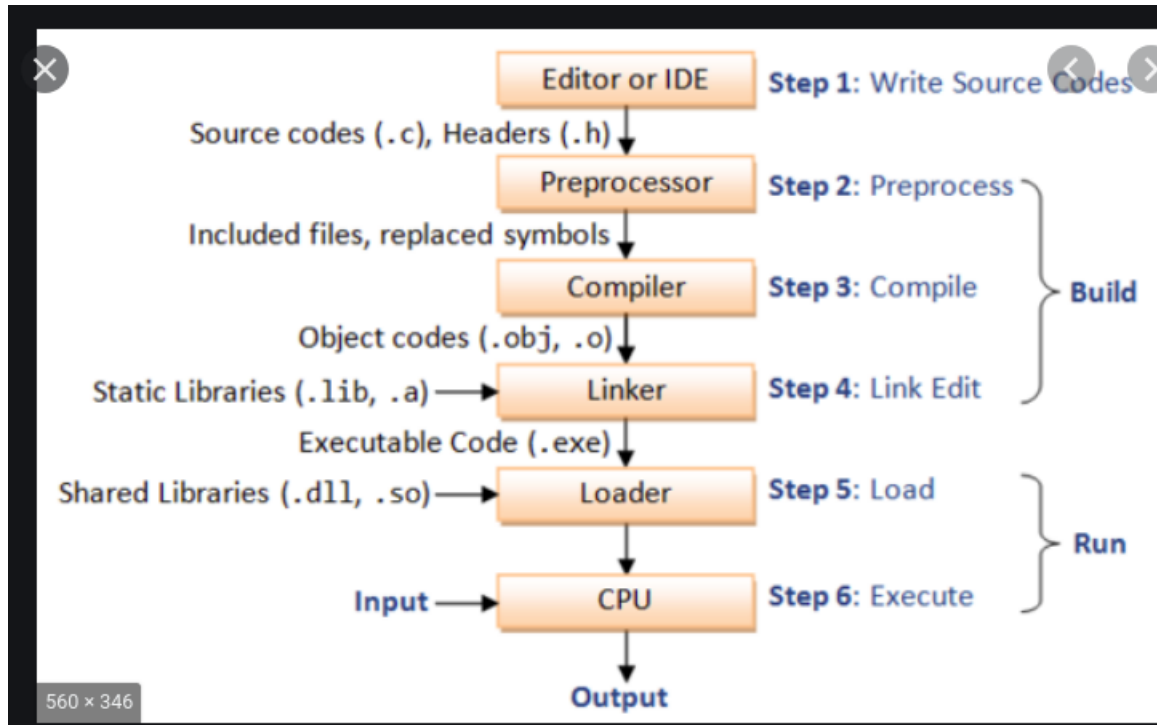 Editor or IDE
Step 1: Write Source Codes
Source codes (.c), Headers (.h)
Preprocessor
Step 2: Preprocess
Included files, replaced symbols
Compiler
Step 3: Compile
Build
Object codes (.obj, .o)
Static Libraries (.lib, .a)
Linker
Step 4: Link Edit
Executable Code (.exe)
Shared Libraries (.dll, .so)
Loader
Step 5: Load
Run
Input
CPU
Step 6: Execute
Output
560 × 346